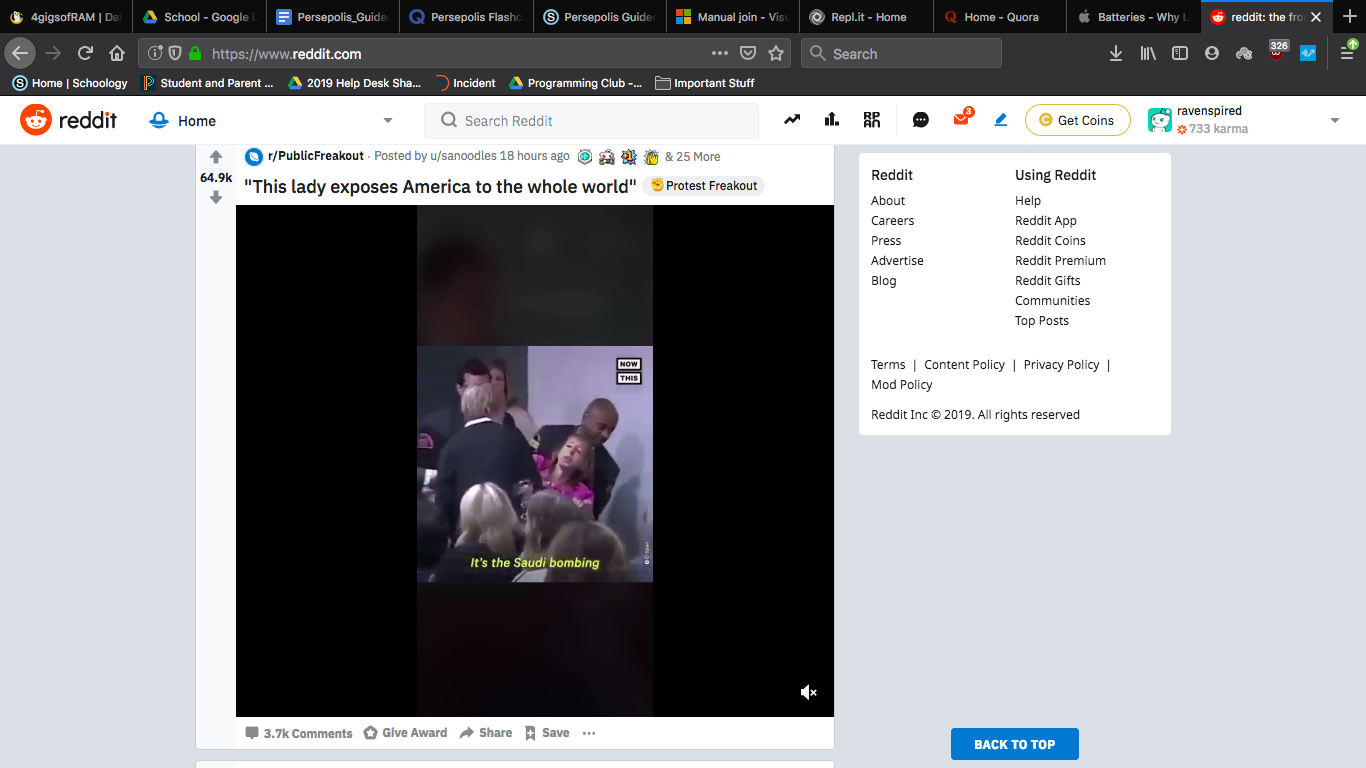 4gigsofRAM | Da
School - Google D
Persepolis_Guide
Persepolis Flashc
Persepolis Guide
Manual join - Visu
Repl.it - Home
Home - Quora
Batteries - Why L
reddit: the fro
https://www.reddit.com
Search
326
Home | Schoology
Student and Parent ...
2019 Help Desk Sha...
Incident
Programming Club -...
Important Stuff
reddit
Home
Search Reddit
3
Get Coins
ravenspired
733 karma
r/PublicFreakout · Posted by u/sanoodles 18 hours ago
& 25 More
64.9k
"This lady exposes America to the whole world"
Protest Freakout
NOW
THIS
It's the Saudi bombing
3.7k Comments
Give Award
Share
Save
Reddit
Using Reddit
About
Help
Careers
Reddit App
Press
Reddit Coins
Advertise
Reddit Premium
Blog
Reddit Gifts
Communities
Top Posts
Terms | Content Policy | Privacy Policy |
Mod Policy
Reddit Inc © 2019. All rights reserved
BACK TO TOP